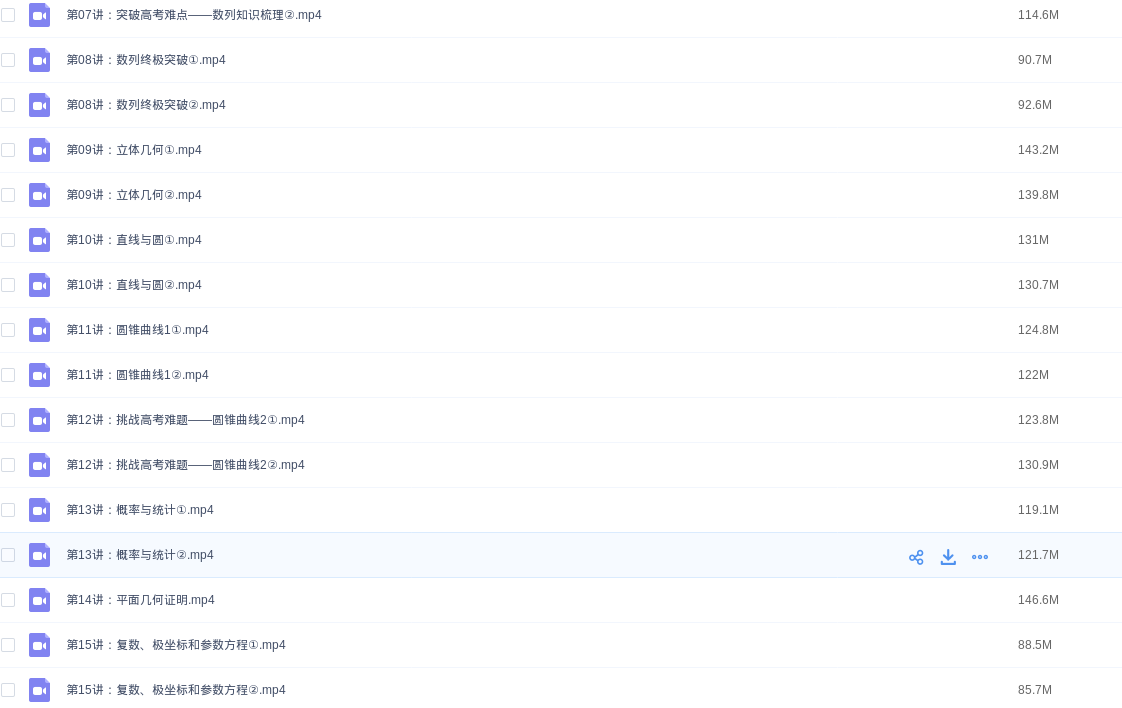 第07讲：突破高考难点——数列知识梳理②.mp4 114.6M
第08讲：数列终极突破①.mp4 90.7M
第08讲：数列终极突破②.mp4 92.6M
第09讲：立体几何①.mp4 143.2M
第09讲：立体几何②.mp4 139.8M
第10讲：直线与圆①.mp4 131M
第10讲：直线与圆②.mp4 130.7M
第11讲：圆锥曲线1①.mp4 124.8M
第11讲：圆锥曲线1②.mp4 122M
第12讲：挑战高考难题——圆锥曲线2①.mp4 123.8M
第12讲：挑战高考难题——圆锥曲线2②.mp4 130.9M
第13讲：概率与统计①.mp4 119.1M
第13讲：概率与统计②.mp4 121.7M
第14讲：平面几何证明.mp4 146.6M
第15讲：复数、极坐标和参数方程①.mp4 88.5M
第15讲：复数、极坐标和参数方程②.mp4 85.7M